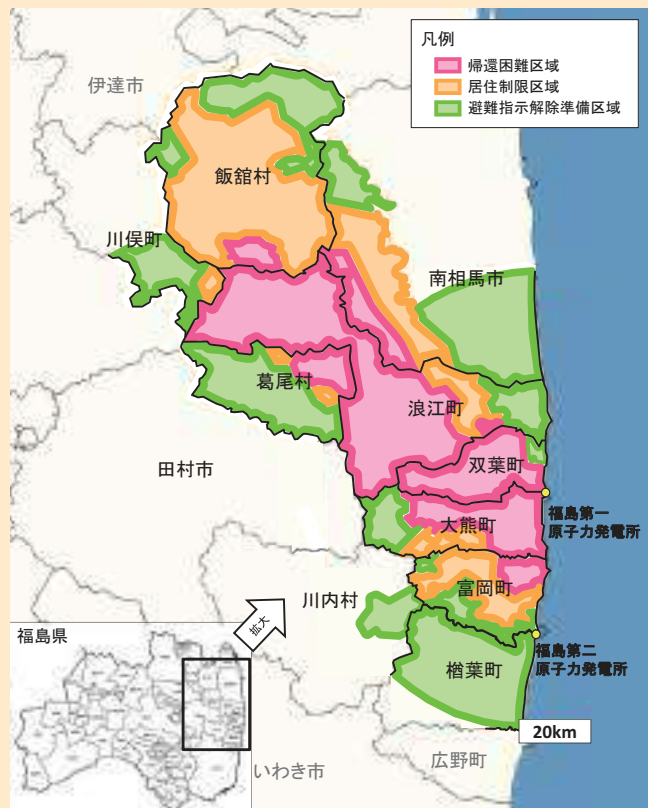 凡例
帰還困難区域
居住制限区域
避難指示解除準備区域
伊達市
飯舘村
川俣町
南相馬市
葛尾村
浪江町
田村市
双葉町
福島第一
原子力発電所
大熊町
川内村
富岡町
拡大
福島県
福島第二
原子力発電所
楢葉町
20km
いわき市
広野町